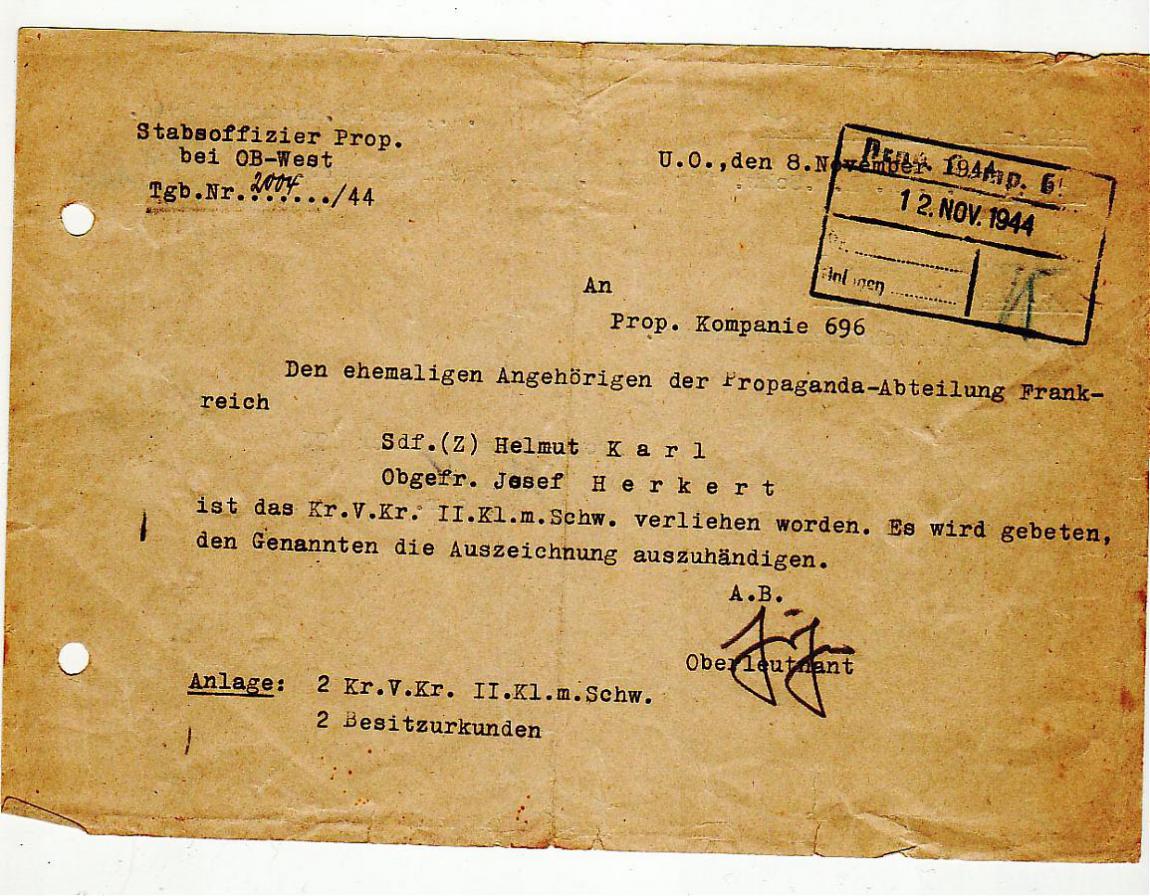 Stabsoffizier Prop.
bei OB-West
Tgb.Nr. 2004 /44
U.O.,den 8.November 1944
12. NOV. 1944
An
Prop. Kompanie 696
Den ehemaligen Angehörigen der Propaganda-Abteilung Frank-
reich
Sdf.(Z) Helmut K a r l
Obgefr. Josef H e r k e r t
ist das Kr.V.Kr. II.Kl.m.Schw. verliehen worden. Es wird gebeten,
den Genannten die Auszeichnung auszuhändigen.
A.B.
Oberleutnant
Anlage: 2 Kr.V.Kr. II.Kl.m.Schw.
2 Besitzurkunden